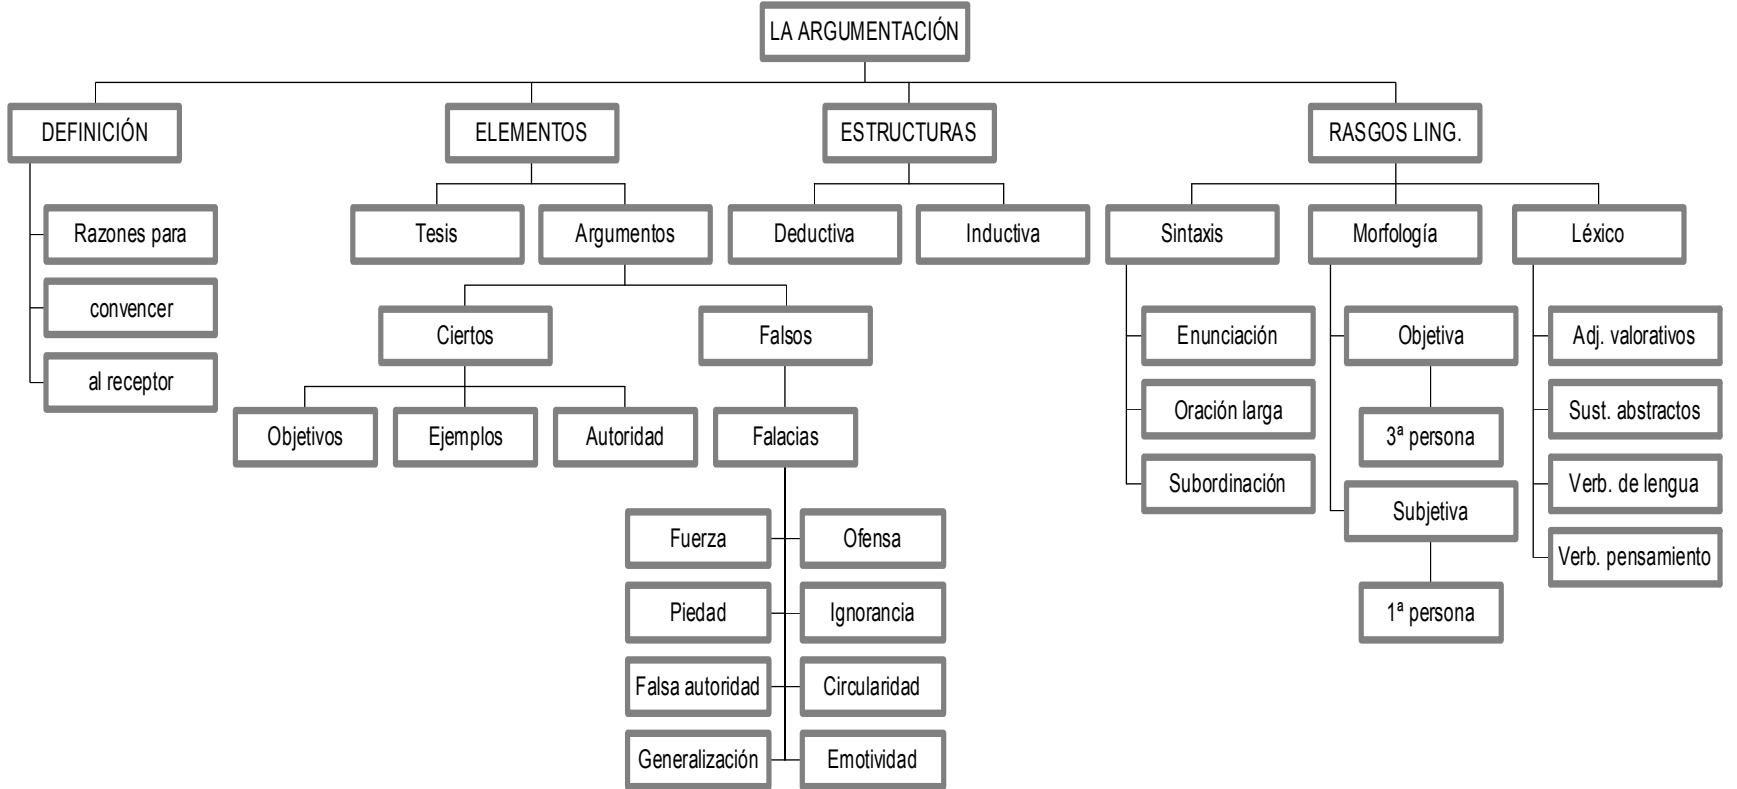 LA ARGUMENTACIÓN
DEFINICIÓN
ELEMENTOS
ESTRUCTURAS
RASGOS LING.
Razones para
convencer
al receptor
Tesis
Argumentos
Deductiva
Inductiva
Sintaxis
Morfología
Léxico
Ciertos
Falsos
Objetivos
Ejemplos
Autoridad
Falacias
Fuerza
Ofensa
Piedad
Ignorancia
Falsa autoridad
Circularidad
Generalización
Emotividad
Enunciación
Oración larga
Subordinación
Objetiva
3ª persona
Subjetiva
1ª persona
Adj. valorativos
Sust. abstractos
Verb. de lengua
Verb. pensamiento